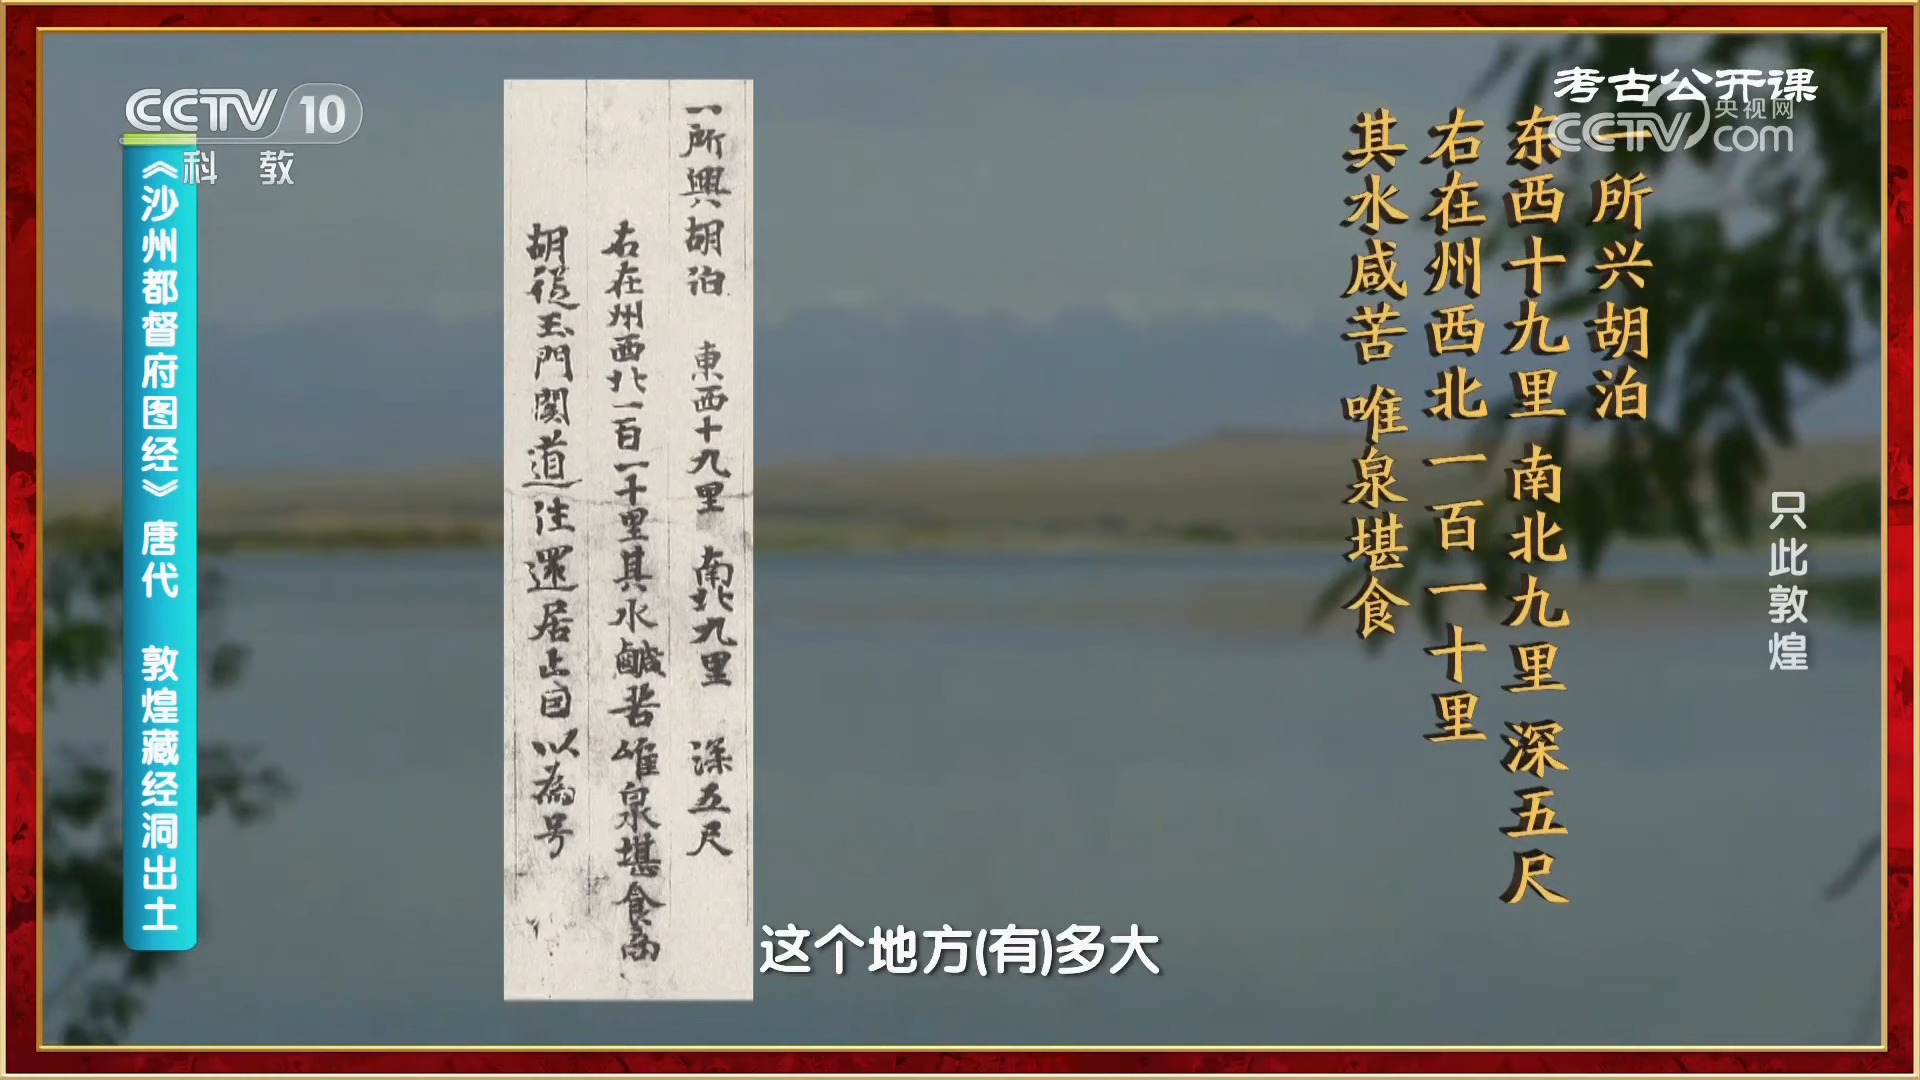 CCTV 10
科 教
考古公开课
央视网
CCTV com
《沙州都督府图经》 唐代 敦煌藏经洞出土
一所興胡泊 東西十九里 南北九里 深五尺
右在州西北一百一十里其水鹹苦唯泉堪食商
胡從玉門關道往還居止因以為号
一所兴胡泊
东西十九里 南北九里 深五尺
右在州西北一百一十里
其水咸苦 唯泉堪食
只此敦煌
这个地方(有)多大